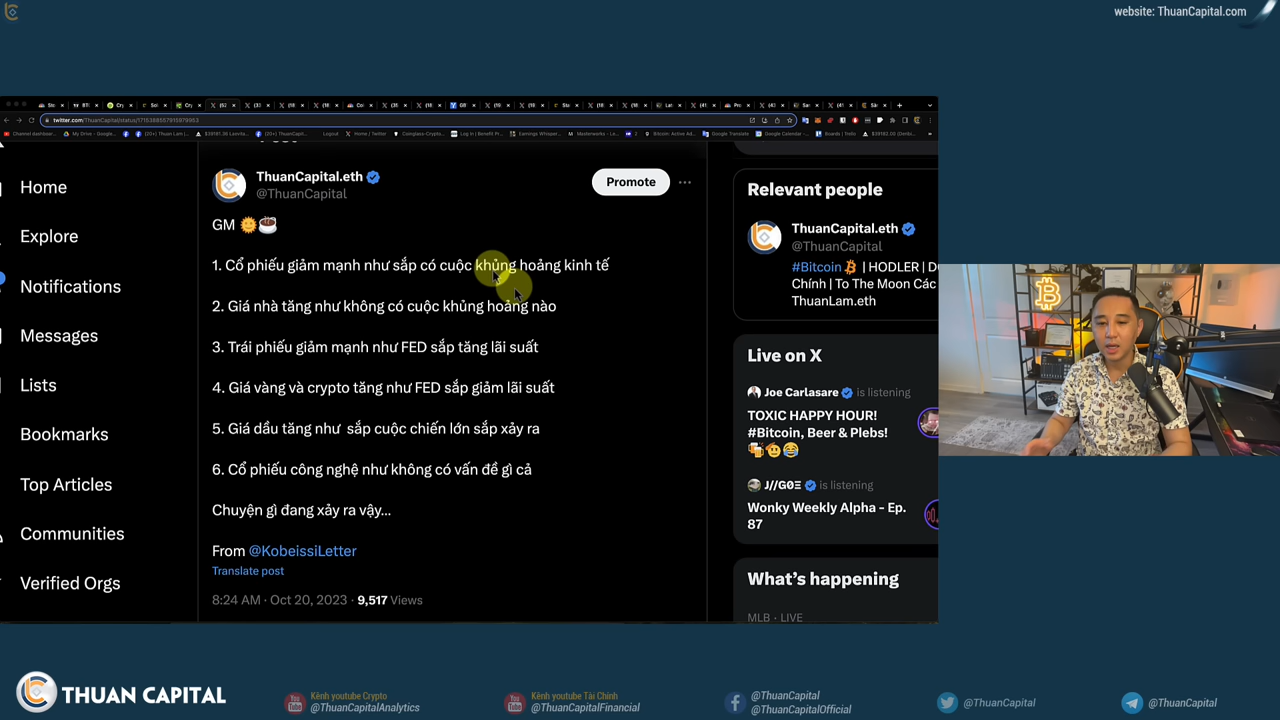 website: ThuanCapital.com
twitter.com/ThuanCapital/status/1715388557915979953
Post
Home
Explore
Notifications
Messages
Lists
Bookmarks
Top Articles
Communities
Verified Orgs
ThuanCapital.eth
@ThuanCapital
Promote
GM
1. Cổ phiếu giảm mạnh như sắp có cuộc khủng hoảng kinh tế
2. Giá nhà tăng như không có cuộc khủng hoảng nào
3. Trái phiếu giảm mạnh như FED sắp tăng lãi suất
4. Giá vàng và crypto tăng như FED sắp giảm lãi suất
5. Giá dầu tăng như sắp cuộc chiến lớn sắp xảy ra
6. Cổ phiếu công nghệ như không có vấn đề gì cả
Chuyện gì đang xảy ra vậy...
From @KobeissiLetter
Translate post
8:24 AM · Oct 20, 2023 · 9,517 Views
Relevant people
ThuanCapital.eth
@ThuanCapital
#Bitcoin | HODLER | D
Chính | To The Moon Các
ThuanLam.eth
Live on X
Joe Carlasare is listening
TOXIC HAPPY HOUR!
#Bitcoin, Beer & Plebs!
J//GØΞ is listening
Wonky Weekly Alpha - Ep.
87
What's happening
MLB · LIVE
THUAN CAPITAL
Kênh youtube Crypto
@ThuanCapitalAnalytics
Kênh youtube Tài Chính
@ThuanCapitalFinancial
@ThuanCapital
@ThuanCapitalOfficial
@ThuanCapital
@ThuanCapital